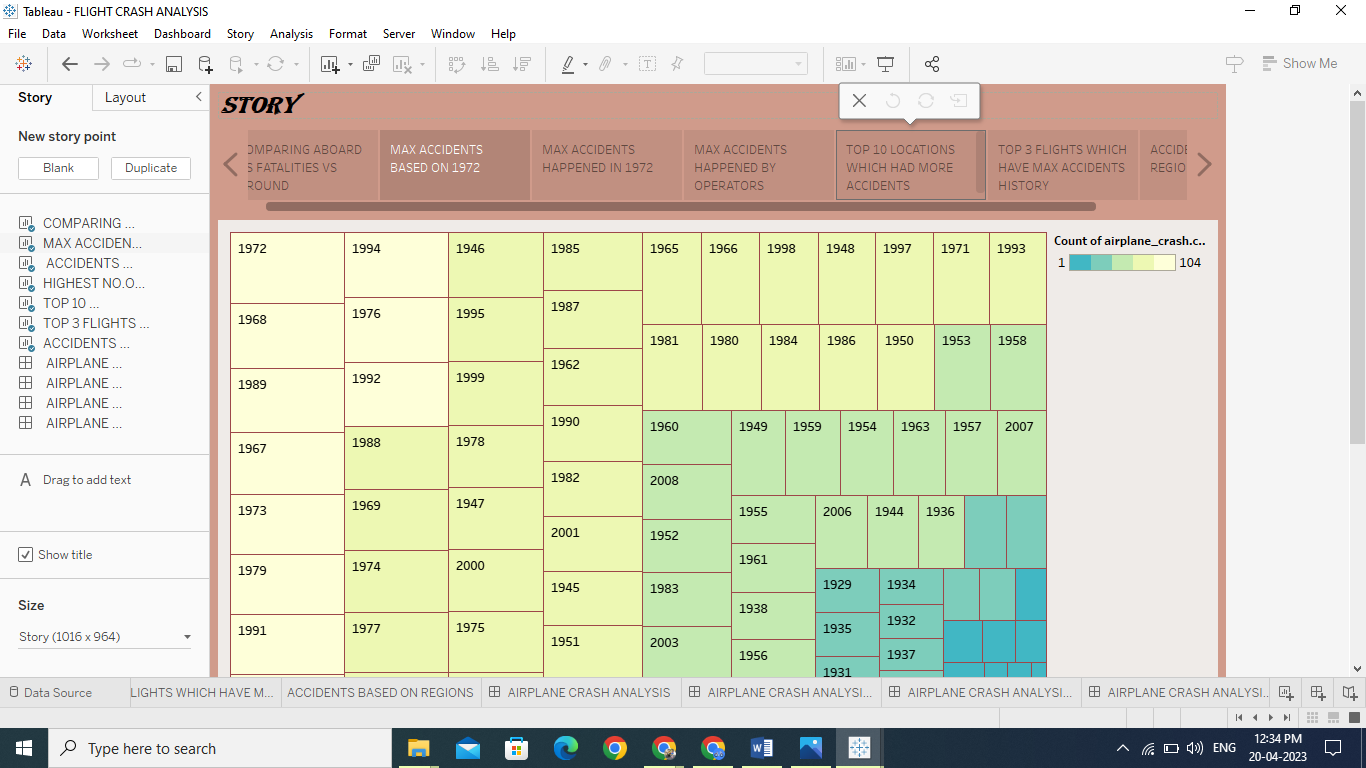 Tableau - FLIGHT CRASH ANALYSIS
File Data Worksheet Dashboard Story Analysis Format Server Window Help
Show Me
Story Layout
New story point
Blank Duplicate
COMPARING ...
MAX ACCIDEN...
ACCIDENTS ...
HIGHEST NO.O...
TOP 10 ...
TOP 3 FLIGHTS ...
ACCIDENTS ...
AIRPLANE ...
AIRPLANE ...
AIRPLANE ...
AIRPLANE ...
A Drag to add text
Show title
Size
Story (1016 x 964)
STORY
OMPARING ABOARD
S FATALITIES VS
ROUND
MAX ACCIDENTS
BASED ON 1972
MAX ACCIDENTS
HAPPENED IN 1972
MAX ACCIDENTS
HAPPENED BY
OPERATORS
TOP 10 LOCATIONS
WHICH HAD MORE
ACCIDENTS
TOP 3 FLIGHTS WHICH
HAVE MAX ACCIDENTS
HISTORY
ACCIDE
REGIO
1972
1968
1989
1967
1973
1979
1991
1994
1976
1992
1988
1969
1974
1977
1946
1995
1999
1978
1947
2000
1975
1985
1987
1962
1990
1982
2001
1945
1951
1965 1966 1998 1948 1997 1971 1993
1981 1980 1984 1986 1950 1953 1958
1960
2008
1952
1983
2003
1949 1959 1954 1963 1957 2007
1955
1961
1938
1956
2006 1944 1936
1929
1935
1931
1934
1932
1937
Count of airplane_crash.c..
1 104
Data Source LIGHTS WHICH HAVE M... ACCIDENTS BASED ON REGIONS AIRPLANE CRASH ANALYSIS AIRPLANE CRASH ANALYSI... AIRPLANE CRASH ANALYSI... AIRPLANE CRASH ANALYSI..
Type here to search
ENG
12:34 PM
20-04-2023